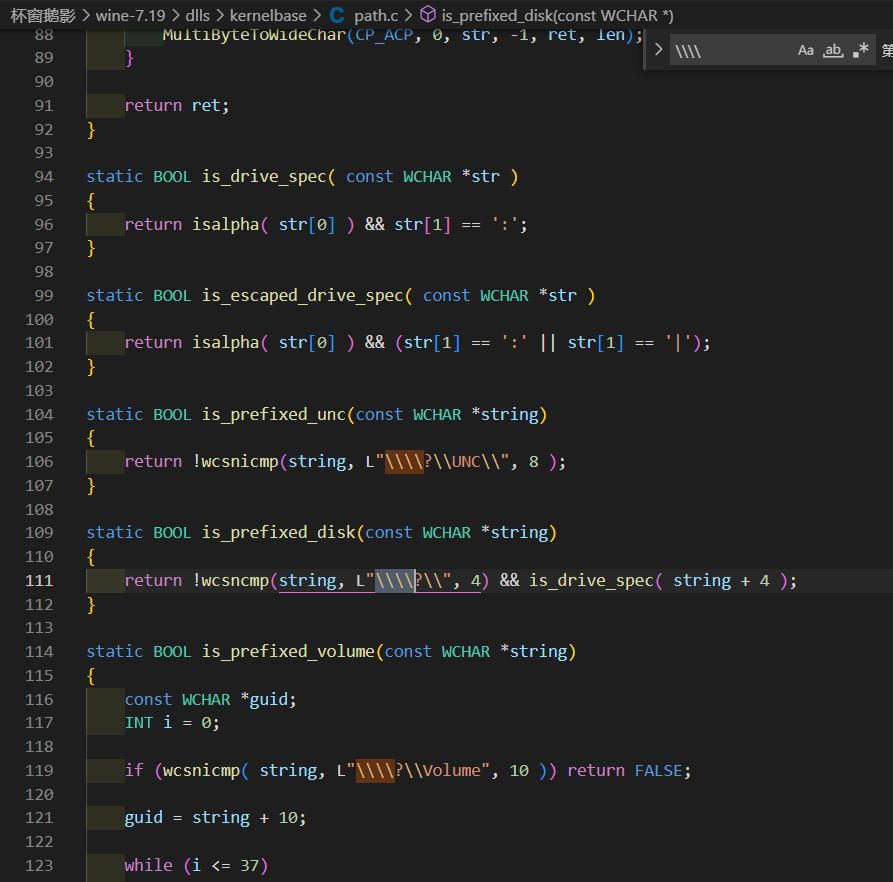 杯窗鹅影 > wine-7.19 > dlls > kernelbase > C path.c > is_prefixed_disk(const WCHAR *)
\\\\ Aa ab .* 第
88 MultiByteToWideChar(CP_ACP, 0, str, -1, ret, len);
89 }
90
91 return ret;
92 }
93
94 static BOOL is_drive_spec( const WCHAR *str )
95 {
96 return isalpha( str[0] ) && str[1] == ':';
97 }
98
99 static BOOL is_escaped_drive_spec( const WCHAR *str )
100 {
101 return isalpha( str[0] ) && (str[1] == ':' || str[1] == '|');
102 }
103
104 static BOOL is_prefixed_unc(const WCHAR *string)
105 {
106 return !wcsnicmp(string, L"\\\\?\\UNC\\", 8 );
107 }
108
109 static BOOL is_prefixed_disk(const WCHAR *string)
110 {
111 return !wcsncmp(string, L"\\\\?\\", 4) && is_drive_spec( string + 4 );
112 }
113
114 static BOOL is_prefixed_volume(const WCHAR *string)
115 {
116 const WCHAR *guid;
117 INT i = 0;
118
119 if (wcsnicmp( string, L"\\\\?\\Volume", 10 )) return FALSE;
120
121 guid = string + 10;
122
123 while (i <= 37)